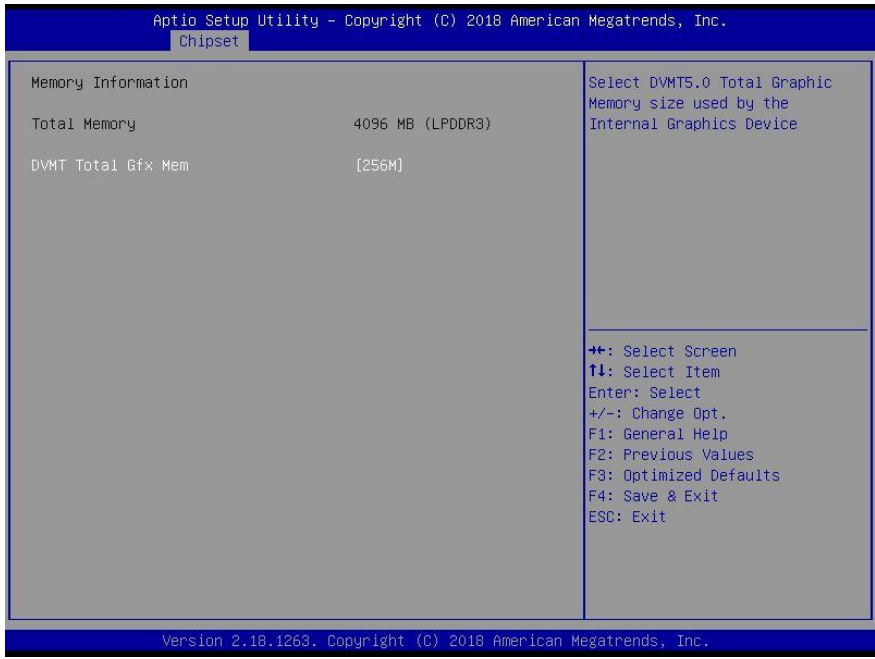 Aptio Setup Utility – Copyright (C) 2018 American Megatrends, Inc.
Chipset
Memory Information
Total Memory 4096 MB (LPDDR3)
DVMT Total Gfx Mem [256M]
Select DVMT5.0 Total Graphic
Memory size used by the
Internal Graphics Device
→←: Select Screen
↑↓: Select Item
Enter: Select
+/-: Change Opt.
F1: General Help
F2: Previous Values
F3: Optimized Defaults
F4: Save & Exit
ESC: Exit
Version 2.18.1263. Copyright (C) 2018 American Megatrends, Inc.